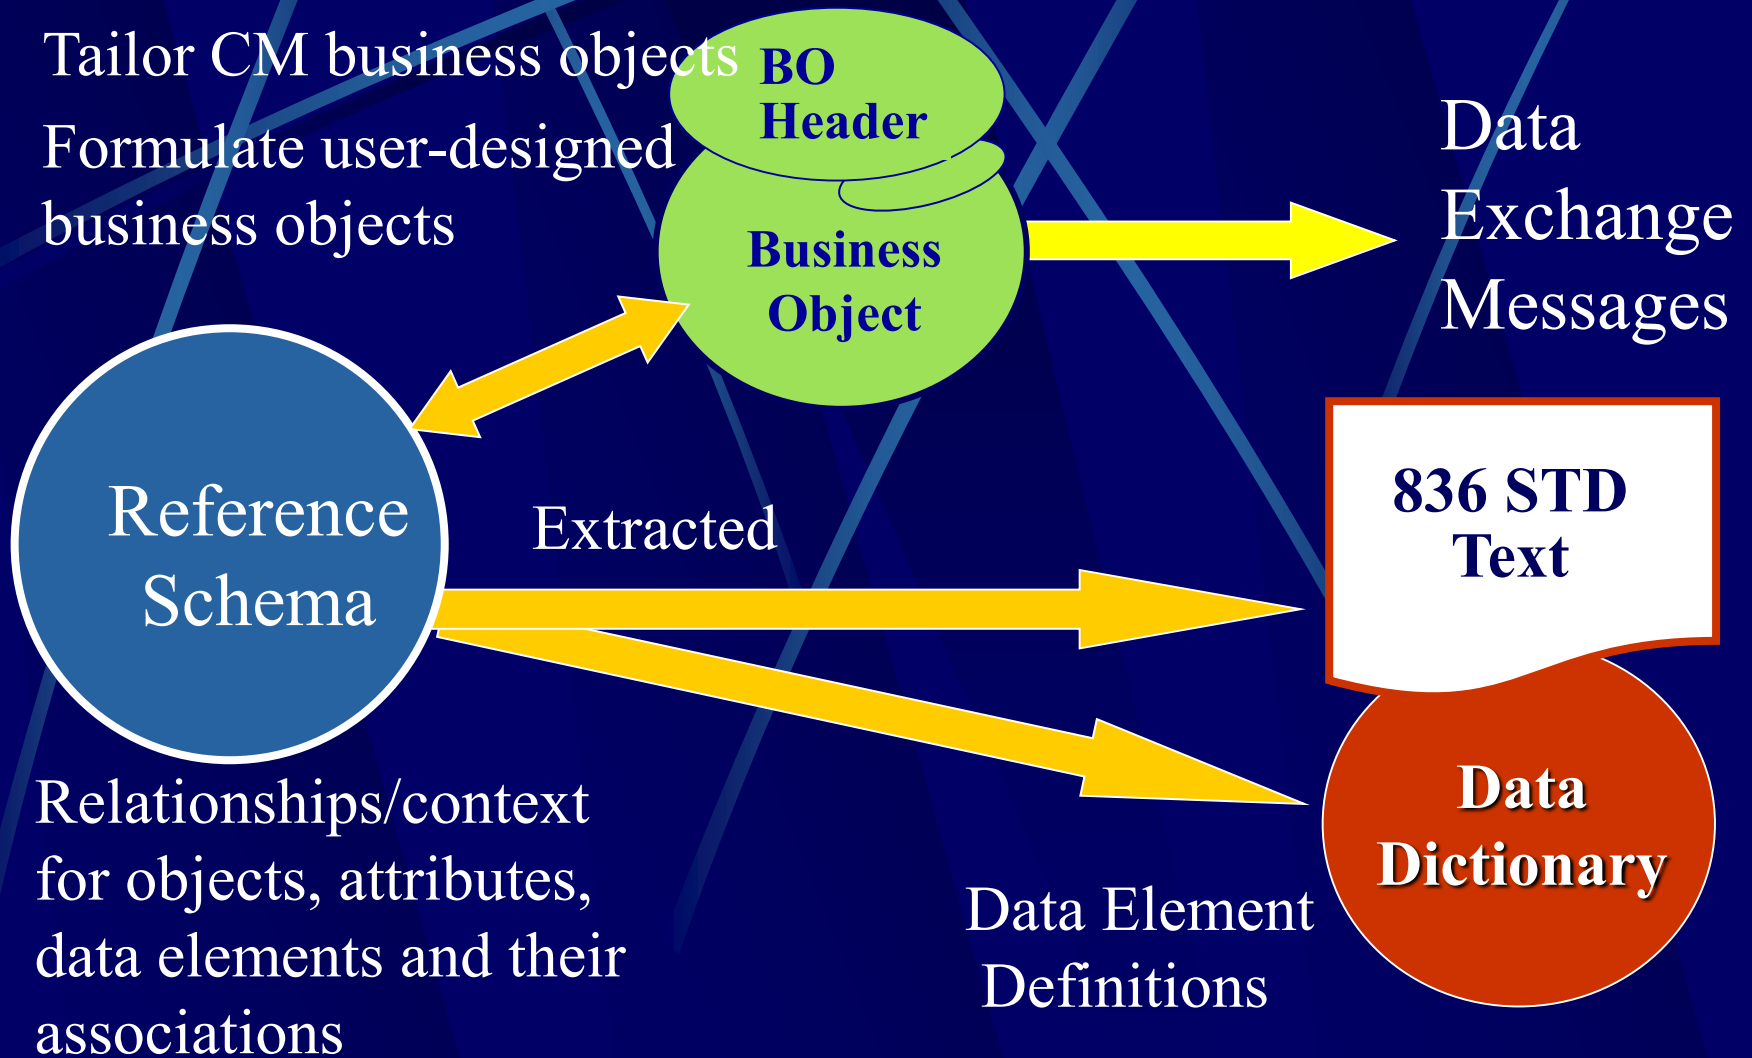 Tailor CM business objects
Formulate user-designed
business objects
BO
Header
Business
Object
Data
Exchange
Messages
Reference
Schema
Extracted
836 STD
Text
Data
Dictionary
Relationships/context
for objects, attributes,
data elements and their
associations
Data Element
Definitions